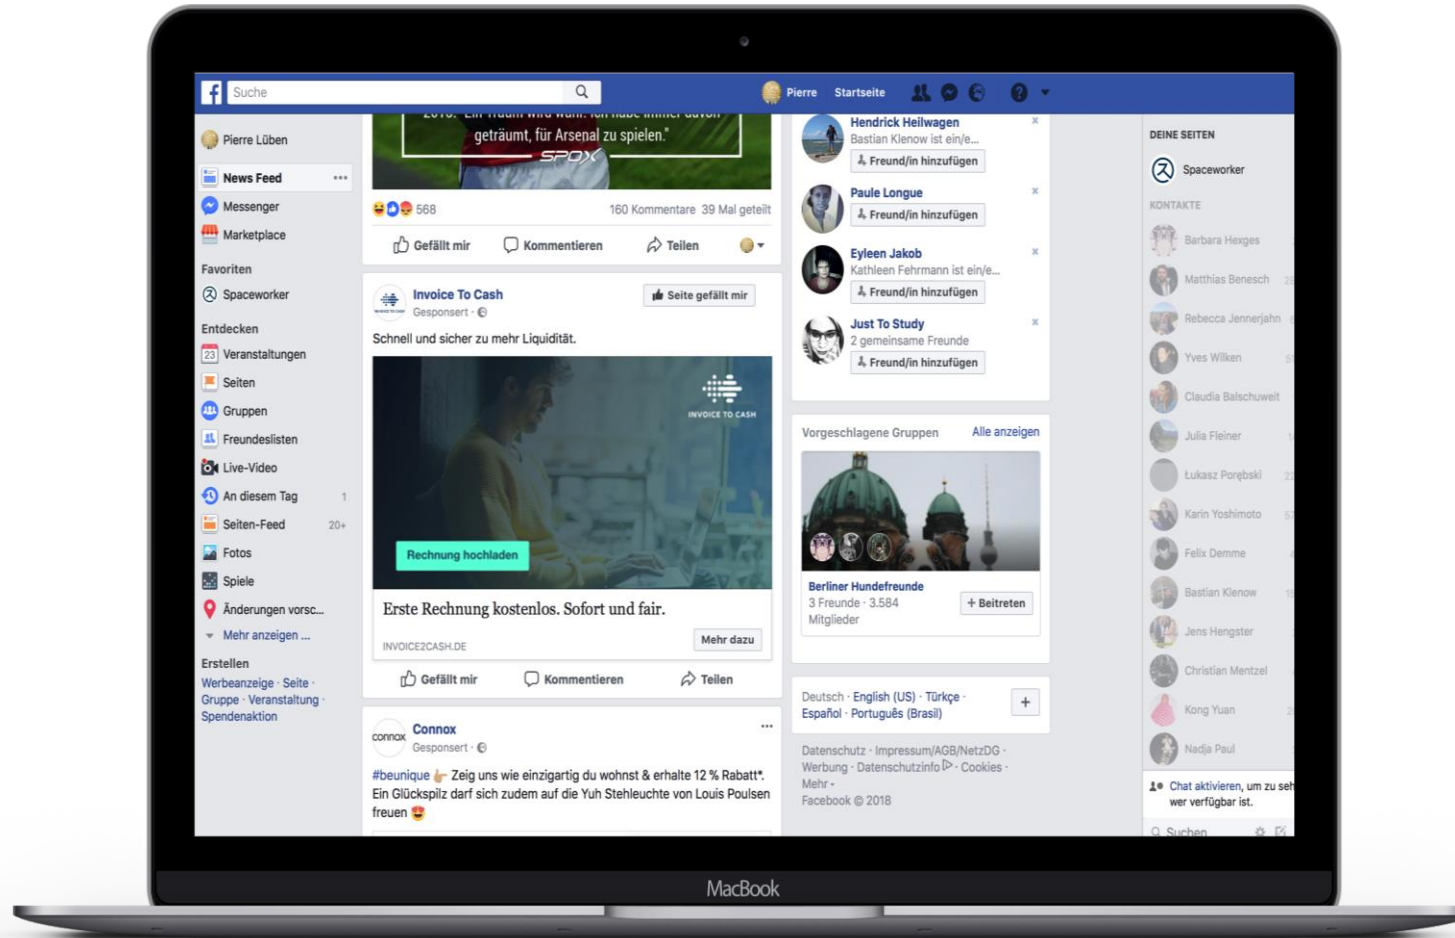 Suche
Pierre
Startseite
Pierre Lüben
News Feed
Messenger
Marketplace
Favoriten
Spaceworker
Entdecken
23
Veranstaltungen
Seiten
Gruppen
Freundeslisten
Live-Video
An diesem Tag
1
Seiten-Feed
20+
Fotos
Spiele
Änderungen vorsc...
Mehr anzeigen ...
Erstellen
Werbeanzeige · Seite ·
Gruppe · Veranstaltung ·
Spendenaktion
geträumt, für Arsenal zu spielen."
SPOX
568
160 Kommentare 39 Mal geteilt
Gefällt mir
Kommentieren
Teilen
Invoice To Cash
Gesponsert ·
Seite gefällt mir
Schnell und sicher zu mehr Liquidität.
INVOICE TO CASH
Rechnung hochladen
Erste Rechnung kostenlos. Sofort und fair.
INVOICE2CASH.DE
Mehr dazu
Gefällt mir
Kommentieren
Teilen
connox
Connox
Gesponsert ·
#beunique Zeig uns wie einzigartig du wohnst & erhalte 12 % Rabatt*.
Ein Glückspilz darf sich zudem auf die Yuh Stehleuchte von Louis Poulsen
freuen
Hendrick Heilwagen
Bastian Klenow ist ein/e...
Freund/in hinzufügen
Paule Longue
Freund/in hinzufügen
Eyleen Jakob
Kathleen Fehrmann ist ein/e...
Freund/in hinzufügen
Just To Study
2 gemeinsame Freunde
Freund/in hinzufügen
Vorgeschlagene Gruppen
Alle anzeigen
Berliner Hundefreunde
3 Freunde · 3.584
Mitglieder
+ Beitreten
Deutsch · English (US) · Türkçe ·
Español · Português (Brasil)
+
Datenschutz · Impressum/AGB/NetzDG ·
Werbung · Datenschutzinfo · Cookies ·
Mehr
Facebook © 2018
DEINE SEITEN
Spaceworker
KONTAKTE
Barbara Hexges
Matthias Benesch
Rebecca Jennerjahn
Yves Wilken
Claudia Balschuweit
Julia Fleiner
Łukasz Porębski
Karin Yoshimoto
Felix Demme
Bastian Klenow
Jens Hengster
Christian Mentzel
Kong Yuan
Nadja Paul
Chat aktivieren, um zu seh
wer verfügbar ist.
Suchen
MacBook